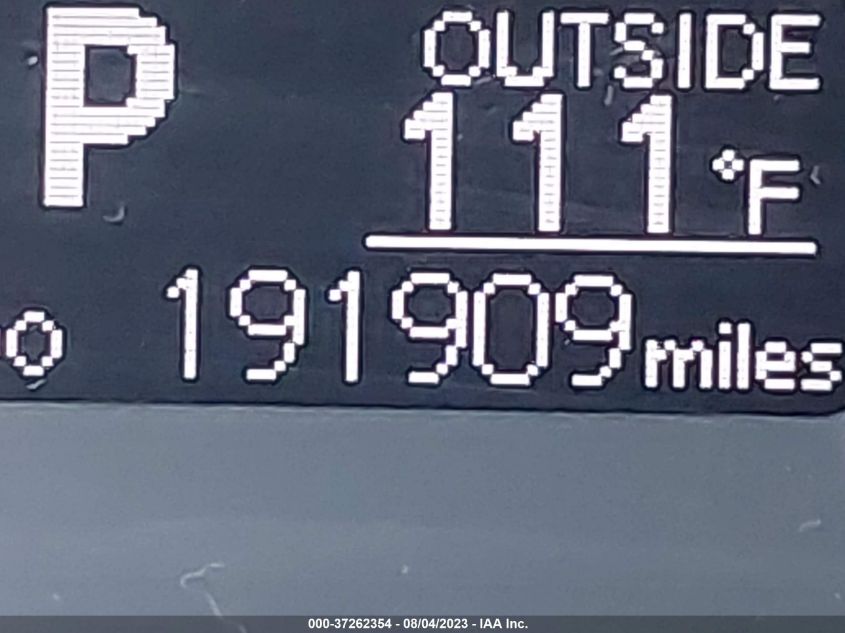 P OUTSIDE
111°F
191909 miles
000-37262354 - 08/04/2023 - IAA Inc.